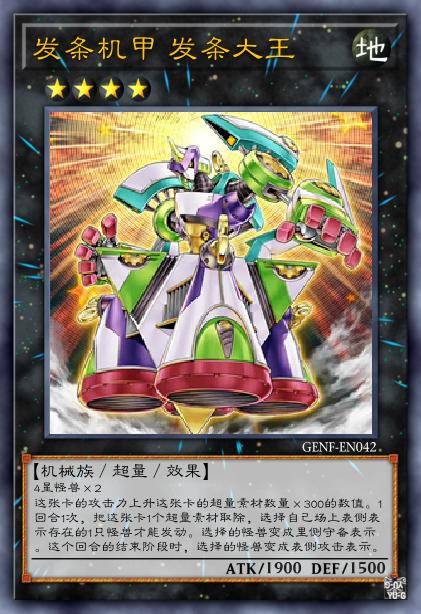 发条机甲 发条大王
地
GENF-EN042
【机械族 / 超量 / 效果】
4星怪兽×2
这张卡的攻击力上升这张卡的超量素材数量×300的数值。1
回合1次，把这张卡1个超量素材取除，选择自己场上表侧表
示存在的1只怪兽才能发动。选择的怪兽变成里侧守备表示
。这个回合的结束阶段时，选择的怪兽变成表侧攻击表示。
ATK/1900 DEF/1500